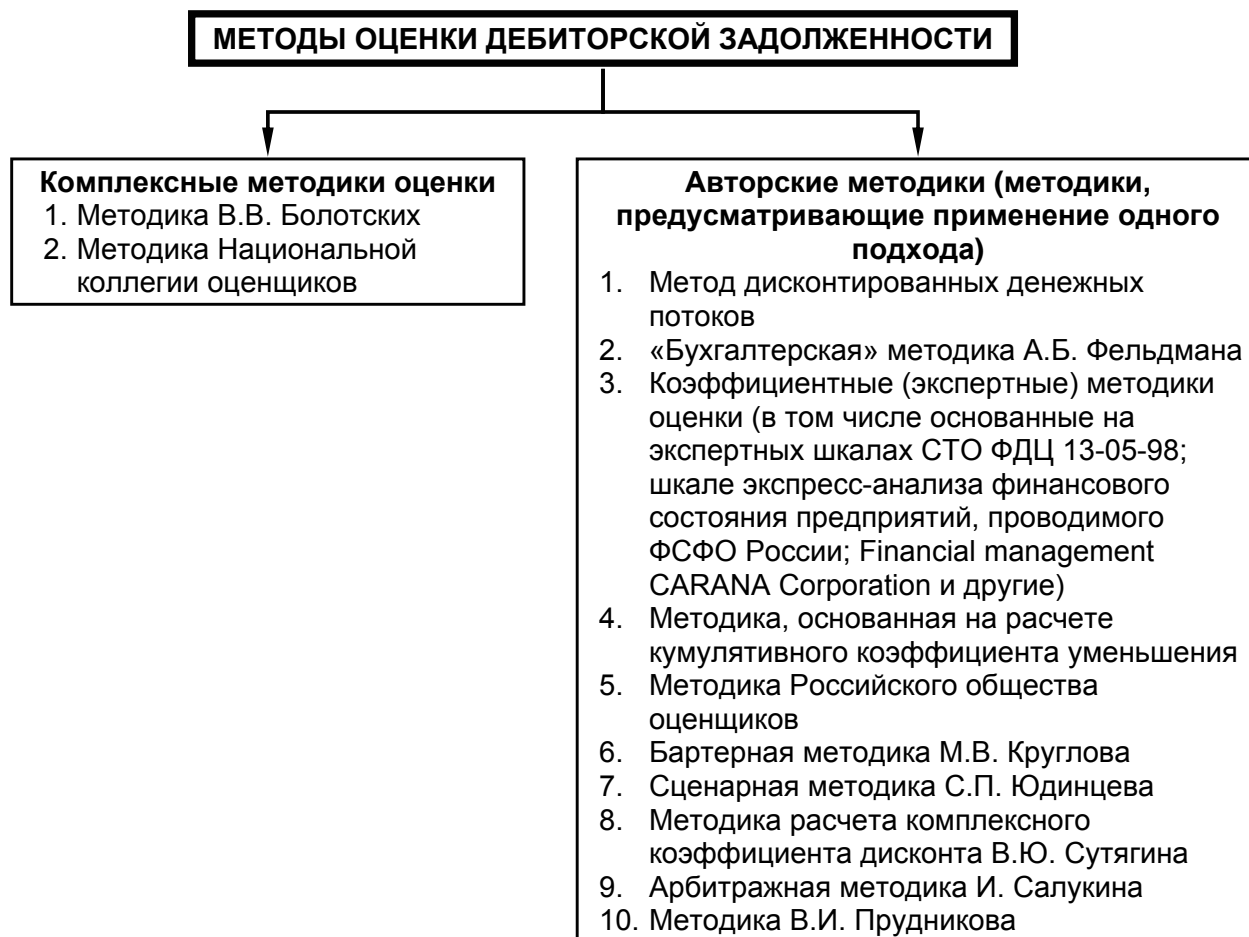 МЕТОДЫ ОЦЕНКИ ДЕБИТОРСКОЙ ЗАДОЛЖЕННОСТИ
Комплексные методики оценки
1. Методика В.В. Болотских
2. Методика Национальной
коллегии оценщиков
Авторские методики (методики,
предусматривающие применение одного
подхода)
1. Метод дисконтированных денежных
потоков
2. «Бухгалтерская» методика А.Б. Фельдмана
3. Коэффициентные (экспертные) методики
оценки (в том числе основанные на
экспертных шкалах СТО ФДЦ 13-05-98;
шкале экспресс-анализа финансового
состояния предприятий, проводимого
ФСФО России; Financial management
CARANA Corporation и другие)
4. Методика, основанная на расчете
кумулятивного коэффициента уменьшения
5. Методика Российского общества
оценщиков
6. Бартерная методика М.В. Круглова
7. Сценарная методика С.П. Юдинцева
8. Методика расчета комплексного
коэффициента дисконта В.Ю. Сутягина
9. Арбитражная методика И. Салукина
10. Методика В.И. Прудникова